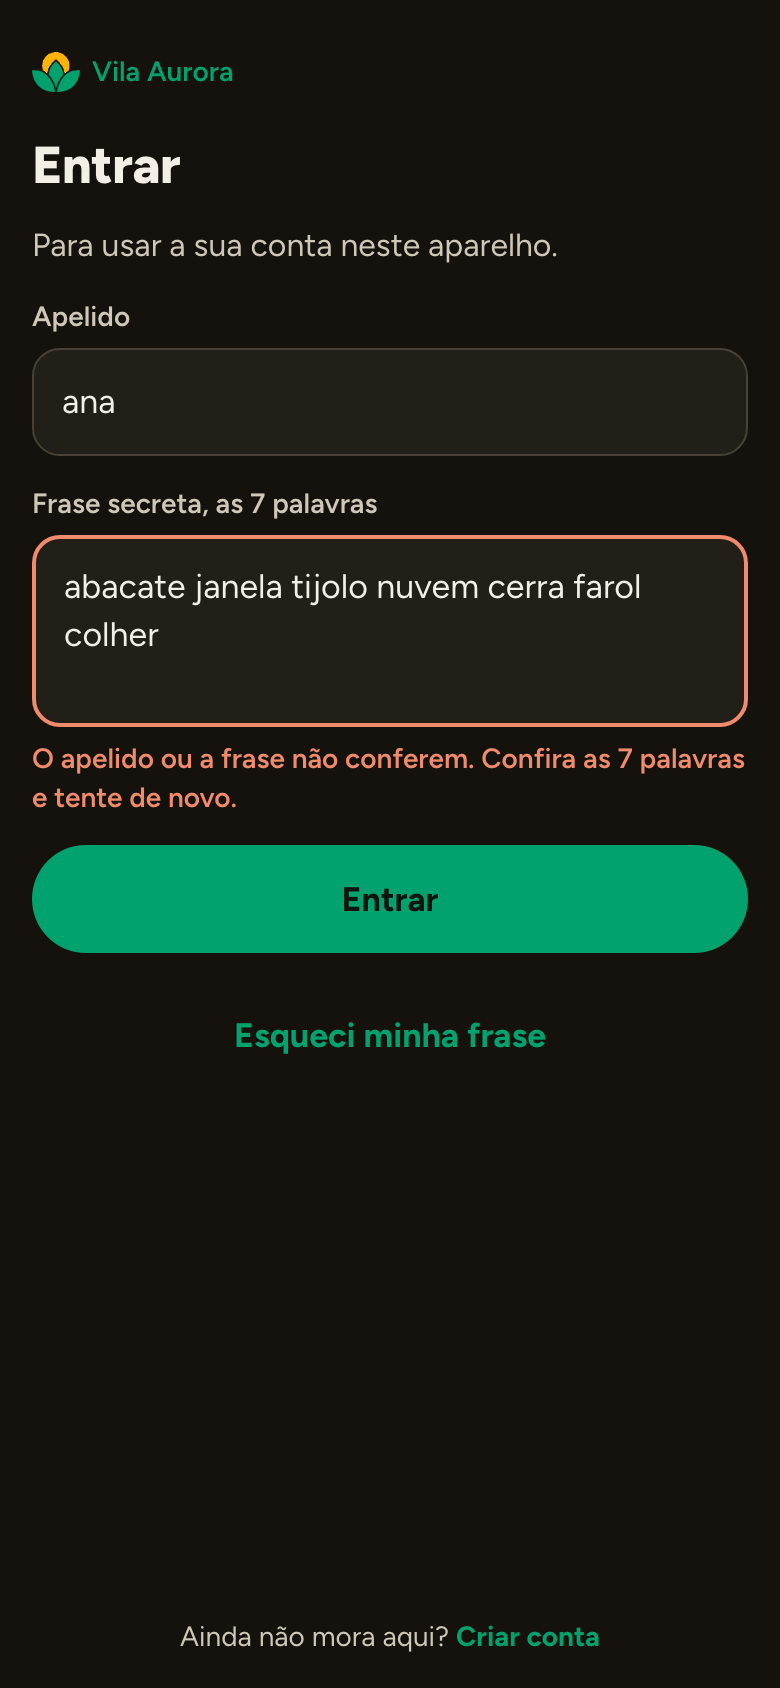 Vila Aurora
Entrar
Para usar a sua conta neste aparelho.
Apelido
ana
Frase secreta, as 7 palavras
abacate janela tijolo nuvem cerra farol
colher
O apelido ou a frase não conferem. Confira as 7 palavras
e tente de novo.
Entrar
Esqueci minha frase
Ainda não mora aqui? Criar conta